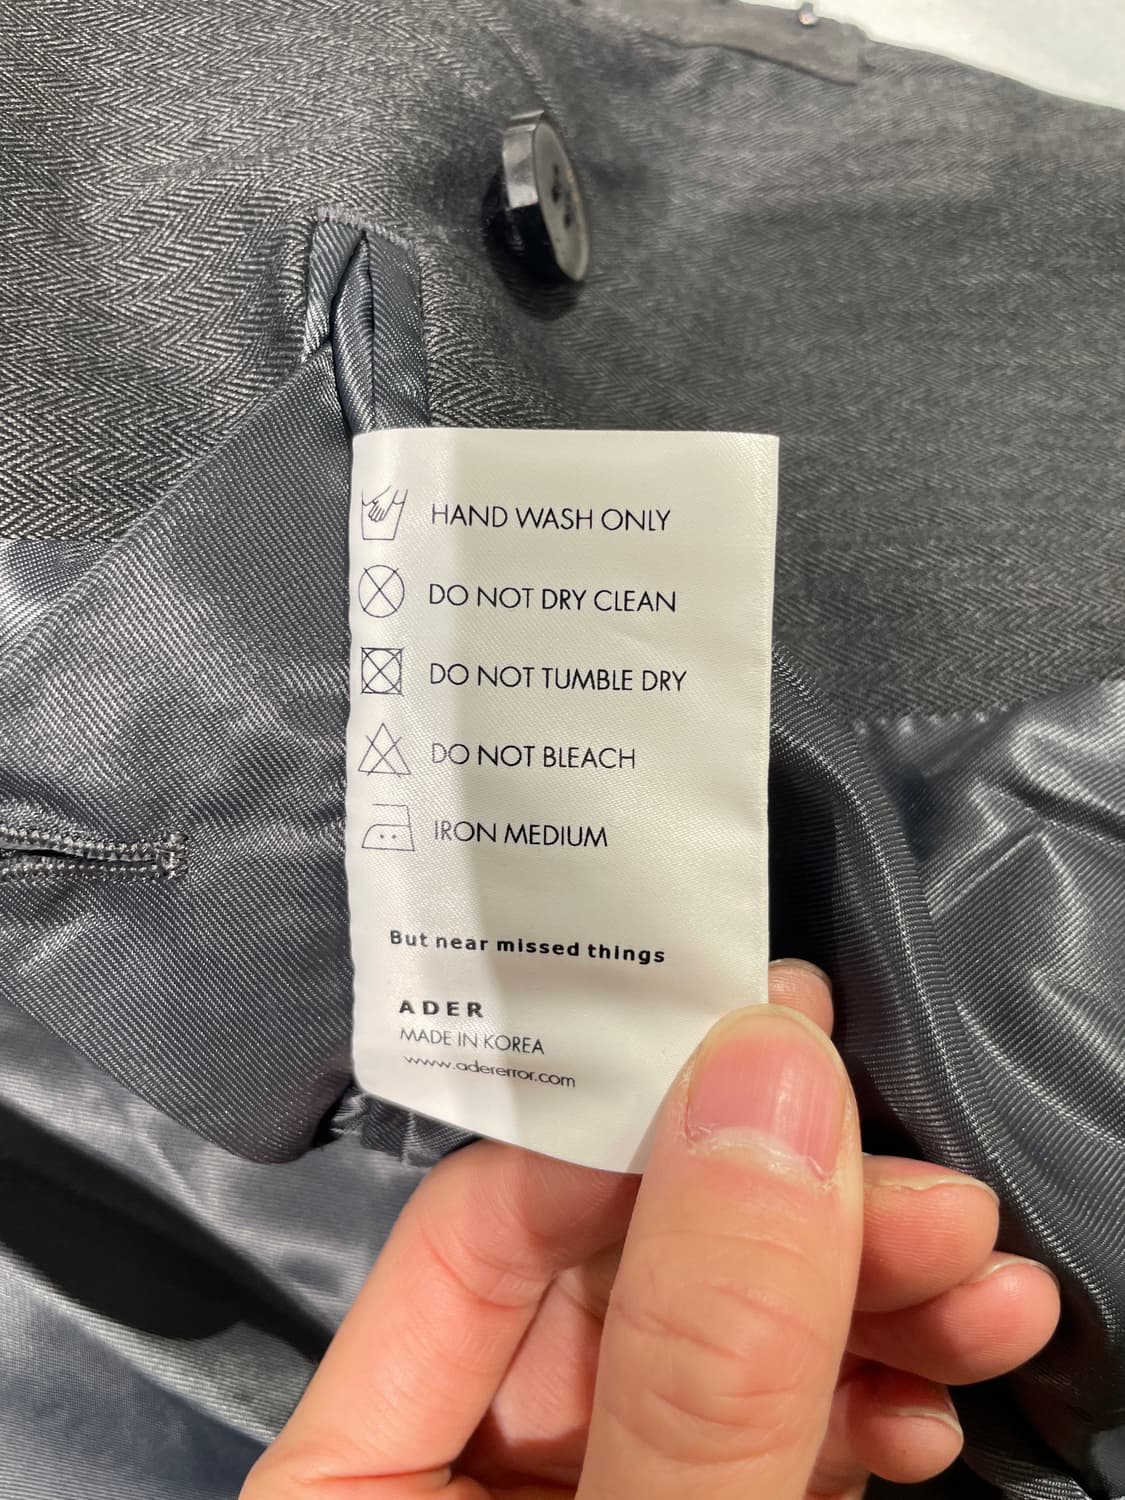 HAND WASH ONLY
DO NOT DRY CLEAN
DO NOT TUMBLE DRY
DO NOT BLEACH
IRON MEDIUM
But near missed things
ADER
MADE IN KOREA
www.adererror.com